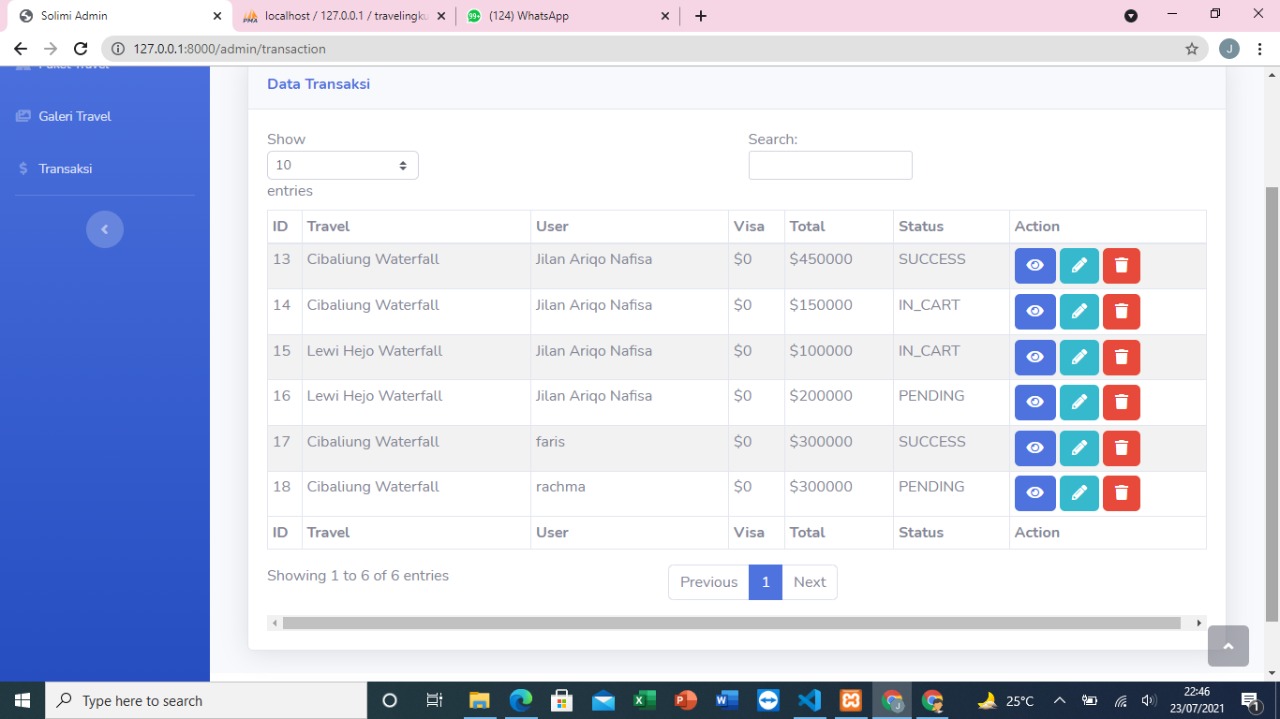 Solimi Admin
localhost / 127.0.0.1 / travelingku
99+
(124) WhatsApp
127.0.0.1:8000/admin/transaction
J
Paket Travel
Data Transaksi
Galeri Travel
Show
Search:
$ Transaksi
10
entries
ID Travel User Visa Total Status Action
13 Cibaliung Waterfall Jilan Ariqo Nafisa $0 $450000 SUCCESS
14 Cibaliung Waterfall Jilan Ariqo Nafisa $0 $150000 IN_CART
15 Lewi Hejo Waterfall Jilan Ariqo Nafisa $0 $100000 IN_CART
16 Lewi Hejo Waterfall Jilan Ariqo Nafisa $0 $200000 PENDING
17 Cibaliung Waterfall faris $0 $300000 SUCCESS
18 Cibaliung Waterfall rachma $0 $300000 PENDING
ID Travel User Visa Total Status Action
Showing 1 to 6 of 6 entries
Previous 1 Next
Type here to search
25°C
22:46
23/07/2021
1